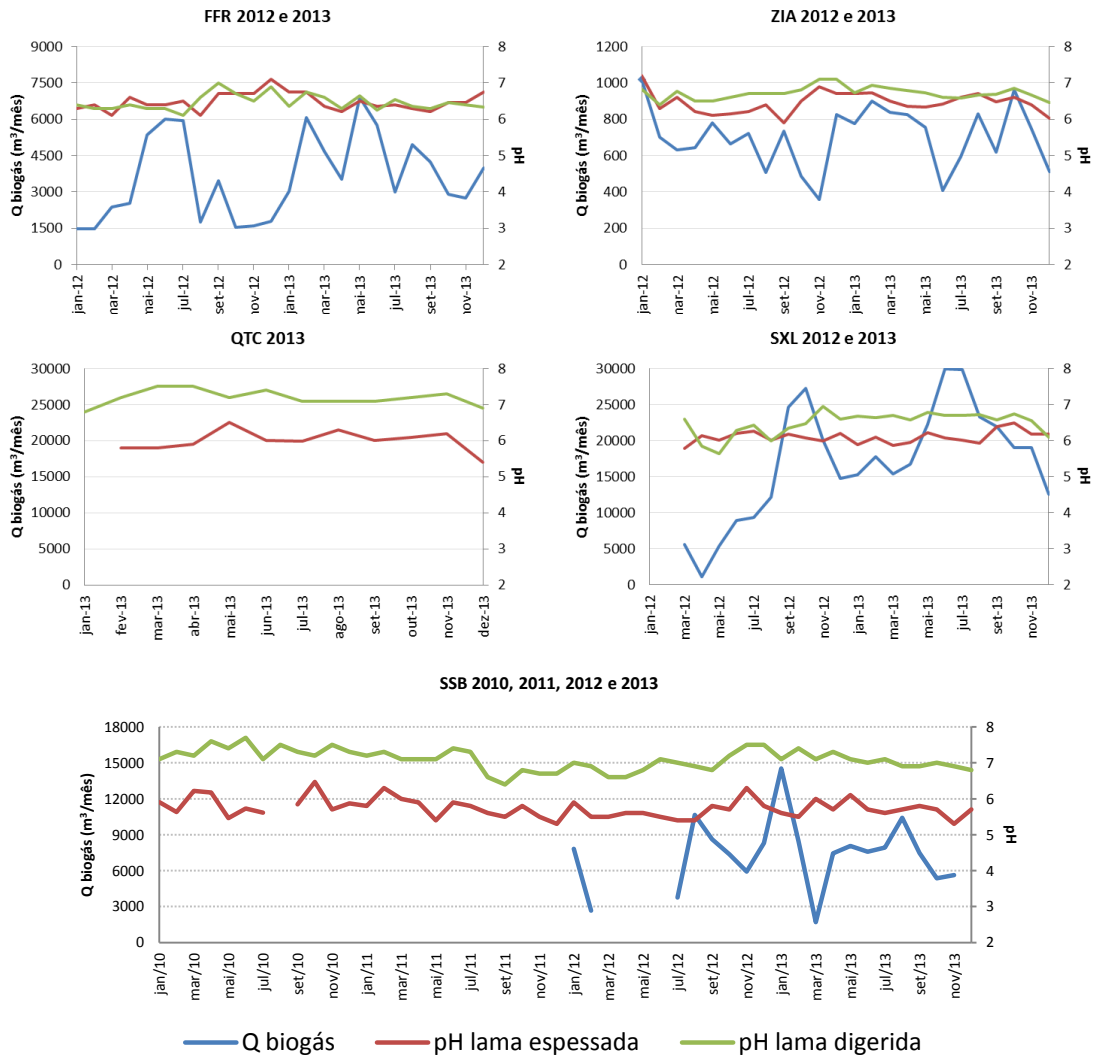 FFR 2012 e 2013
Q biogás (m³/mês)
9000
7500
6000
4500
3000
1500
0
8
7
6
5
4
3
2
pH
jan-12
mar-12
mai-12
jul-12
set-12
nov-12
jan-13
mar-13
mai-13
jul-13
set-13
nov-13
ZIA 2012 e 2013
Q biogás (m³/mês)
1200
1000
800
600
400
200
0
8
7
6
5
4
3
2
pH
jan-12
mar-12
mai-12
jul-12
set-12
nov-12
jan-13
mar-13
mai-13
jul-13
set-13
nov-13
QTC 2013
Q biogás (m³/mês)
30000
25000
20000
15000
10000
5000
0
8
7
6
5
4
3
2
pH
jan-13
fev-13
mar-13
abr-13
mai-13
jun-13
jul-13
ago-13
set-13
out-13
nov-13
dez-13
SXL 2012 e 2013
Q biogás (m³/mês)
30000
25000
20000
15000
10000
5000
0
8
7
6
5
4
3
2
pH
jan-12
mar-12
mai-12
jul-12
set-12
nov-12
jan-13
mar-13
mai-13
jul-13
set-13
nov-13
SSB 2010, 2011, 2012 e 2013
Q biogás (m³/mês)
18000
15000
12000
9000
6000
3000
0
8
7
6
5
4
3
2
pH
jan/10
mar/10
mai/10
jul/10
set/10
nov/10
jan/11
mar/11
mai/11
jul/11
set/11
nov/11
jan/12
mar/12
mai/12
jul/12
set/12
nov/12
jan/13
mar/13
mai/13
jul/13
set/13
nov/13
Q biogás pH lama espessada pH lama digerida